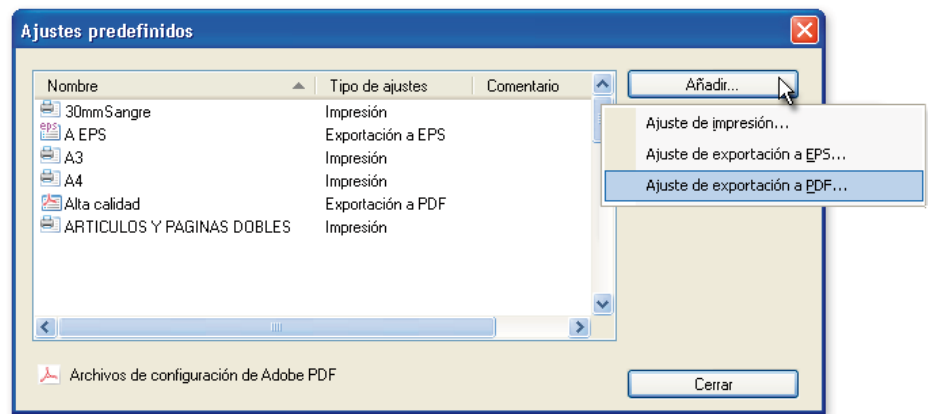 Ajustes predefinidos
Nombre Tipo de ajustes Comentario Añadir...
30mmSangre Impresión
A EPS Exportación a EPS
A3 Impresión
A4 Impresión
Alta calidad Exportación a PDF
ARTICULOS Y PAGINAS DOBLES Impresión
Ajuste de impresión...
Ajuste de exportación a EPS...
Ajuste de exportación a PDF...
Archivos de configuración de Adobe PDF
Cerrar